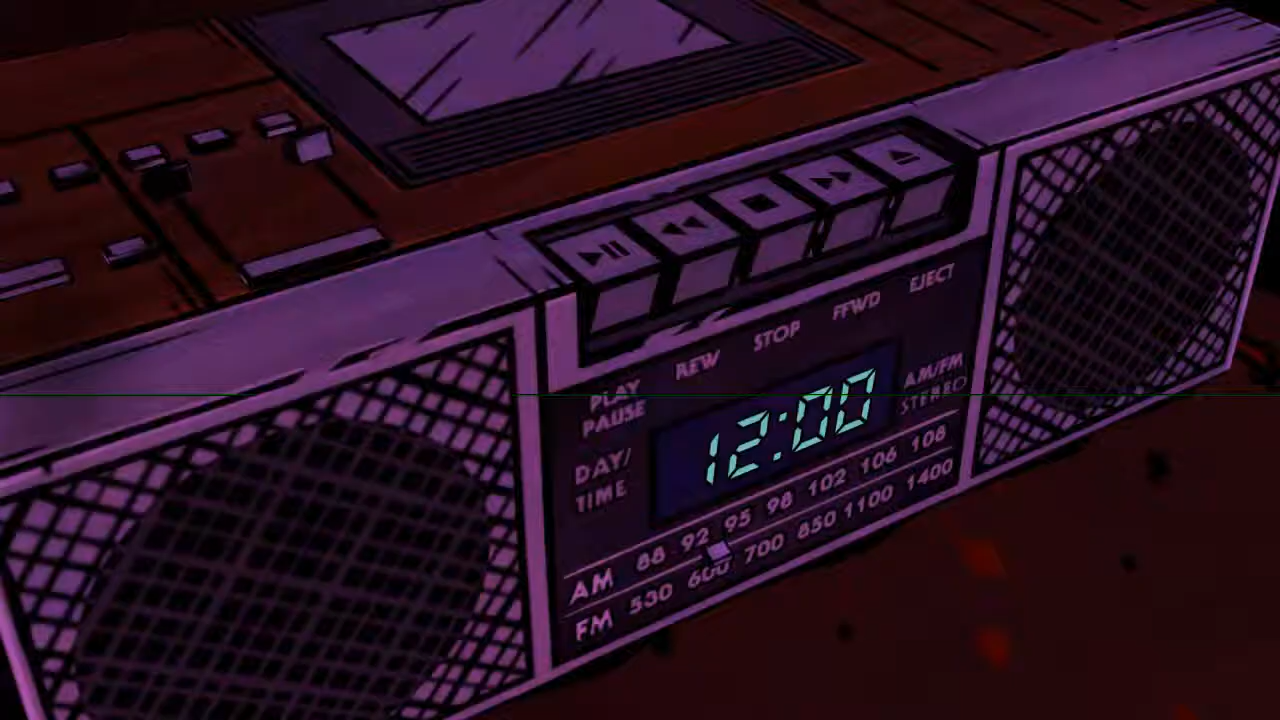 PLAY
PAUSE
REW
STOP
FFWD
EJECT
DAY/
TIME
12:00
AM/FM
STEREO
AM 88 92 95 98 102 106 108
FM 530 600 700 850 1100 1400